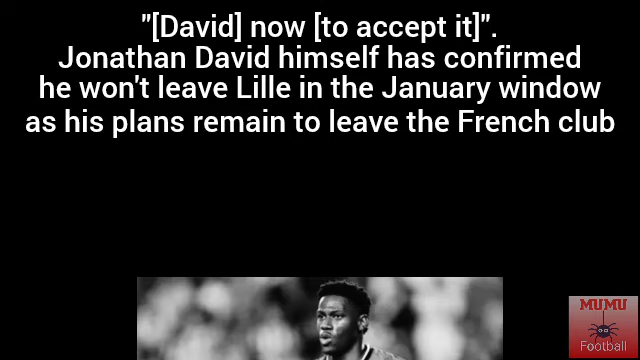 "[David] now [to accept it]".
Jonathan David himself has confirmed
he won't leave Lille in the January window
as his plans remain to leave the French club
MUMU
Football